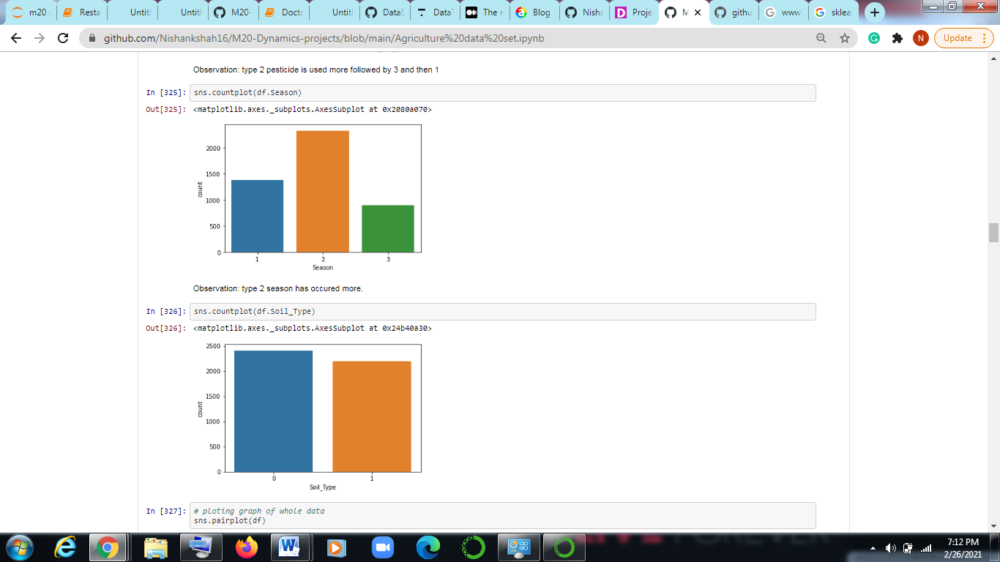 m20
Resta
Untitl
Untitl
M20-
Docto
Untitl
DataS
DataT
The n
Blog
Nisha
Proje
M
githu
www.
sklea
github.com/Nishankshah16/M20-Dynamics-projects/blob/main/Agriculture%20data%20set.ipynb
N
Update
Observation: type 2 pesticide is used more followed by 3 and then 1
In [325]: sns.countplot(df.Season)
Out[325]: <matplotlib.axes._subplots.AxesSubplot at 0x2080a070>
2000
1500
1000
500
0
count
1 2 3
Season
Observation: type 2 season has occured more.
In [326]: sns.countplot(df.Soil_Type)
Out[326]: <matplotlib.axes._subplots.AxesSubplot at 0x24b40a30>
2500
2000
1500
1000
500
0
count
0 1
Soil_Type
In [327]: # ploting graph of whole data
sns.pairplot(df)
7:12 PM
2/26/2021